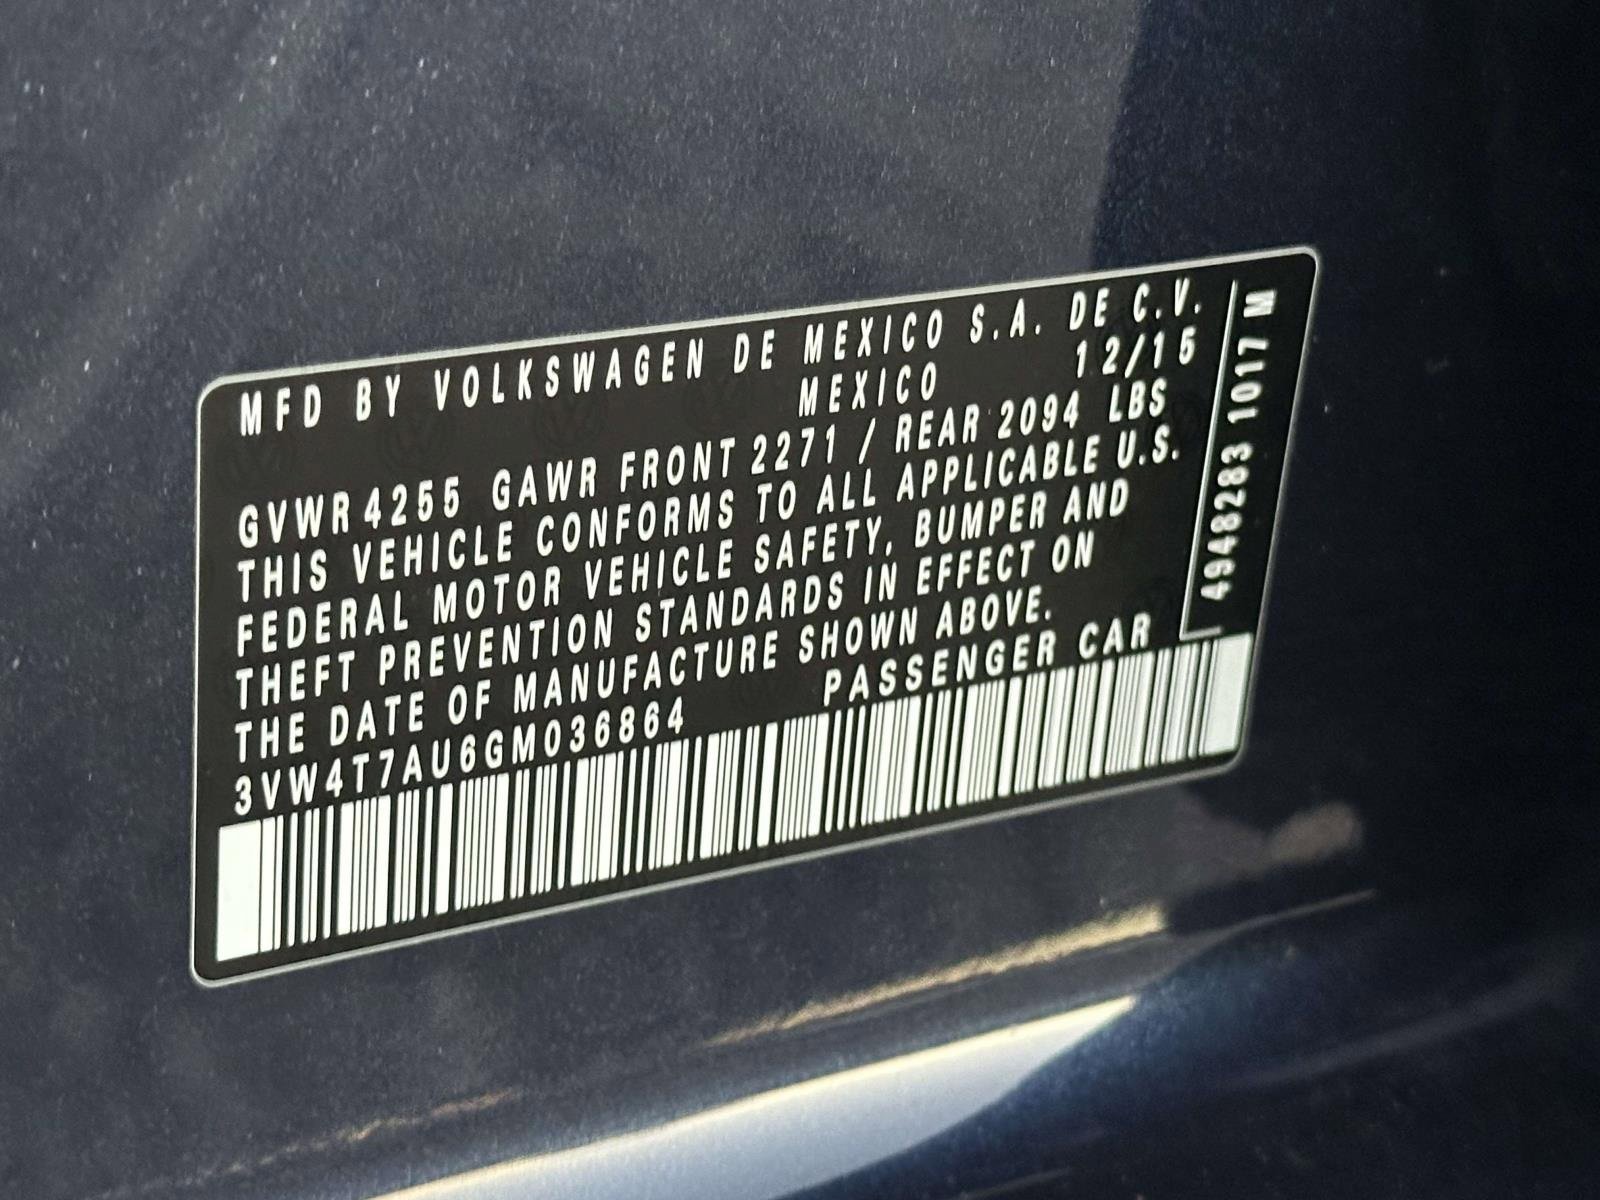 MFD BY VOLKSWAGEN DE MEXICO S.A. DE C.V.
MEXICO 12/15
GVWR 4255 GAWR FRONT 2271 / REAR 2094 LBS
THIS VEHICLE CONFORMS TO ALL APPLICABLE U.S.
FEDERAL MOTOR VEHICLE SAFETY, BUMPER AND
THEFT PREVENTION STANDARDS IN EFFECT ON
THE DATE OF MANUFACTURE SHOWN ABOVE.
3VW4T7AU6GM036864 PASSENGER CAR
4948283 1017 M